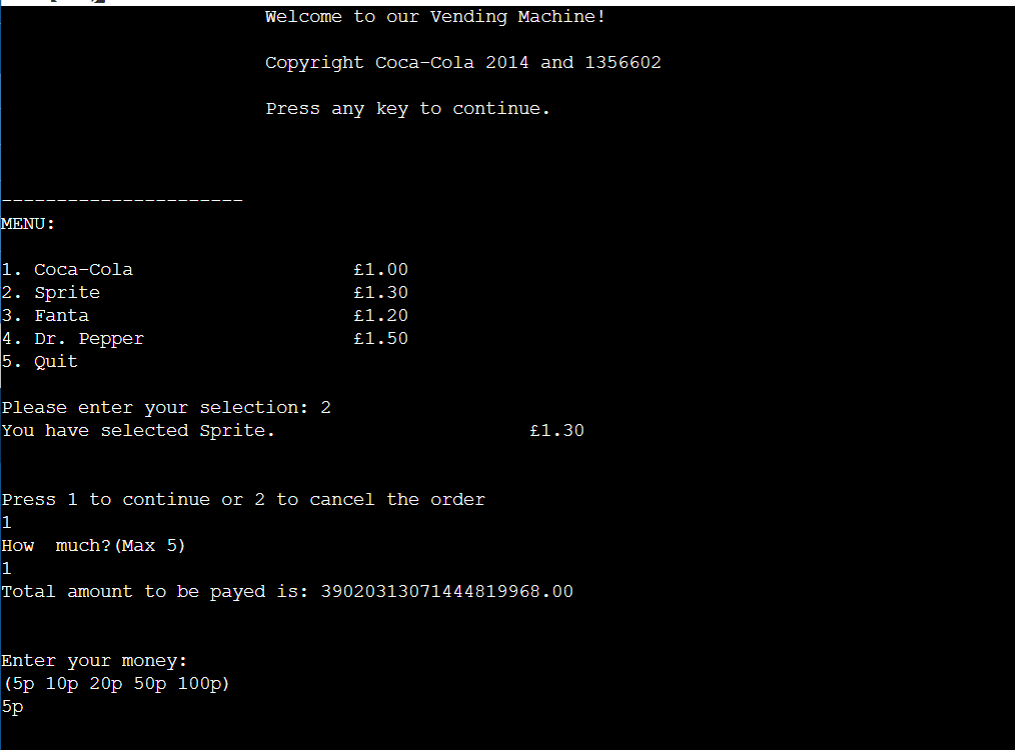 Welcome to our Vending Machine!
Copyright Coca-Cola 2014 and 1356602
Press any key to continue.
----------------------
MENU:
1. Coca-Cola £1.00
2. Sprite £1.30
3. Fanta £1.20
4. Dr. Pepper £1.50
5. Quit
Please enter your selection: 2
You have selected Sprite. £1.30
Press 1 to continue or 2 to cancel the order
1
How  much?(Max 5)
1
Total amount to be payed is: 39020313071444819968.00
Enter your money:
(5p 10p 20p 50p 100p)
5p